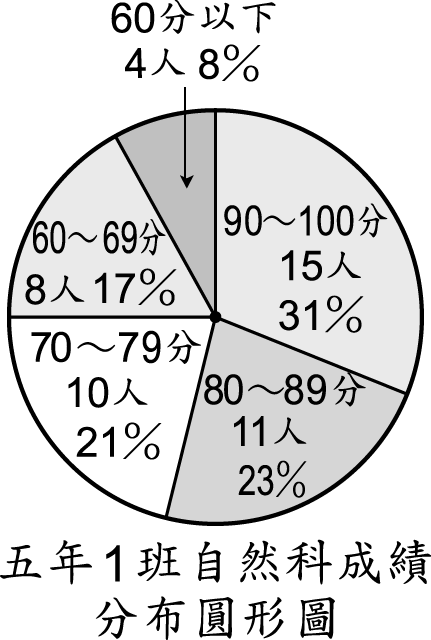 60分以下
4人 8%
90～100分
15人
31%
60～69分
8人 17%
70～79分
10人
21%
80～89分
11人
23%
五年1班自然科成績
分布圓形圖